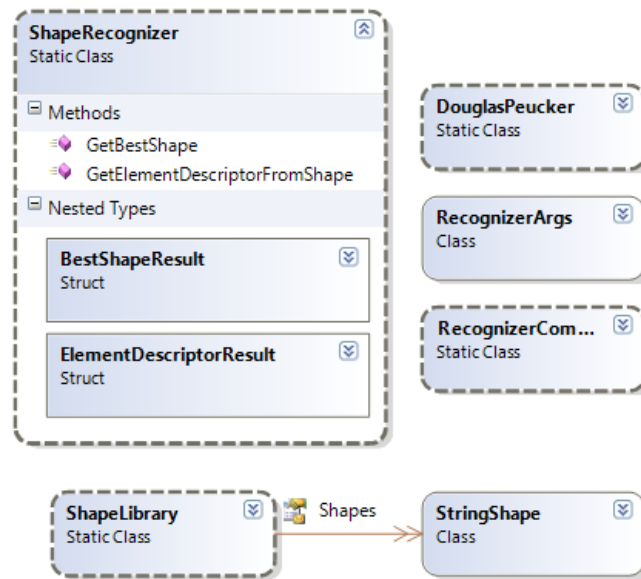 ShapeRecognizer
Static Class
Methods
GetBestShape
GetElementDescriptorFromShape
Nested Types
BestShapeResult
Struct
ElementDescriptorResult
Struct
DouglasPeucker
Static Class
RecognizerArgs
Class
RecognizerCom...
Static Class
ShapeLibrary
Static Class
Shapes
StringShape
Class